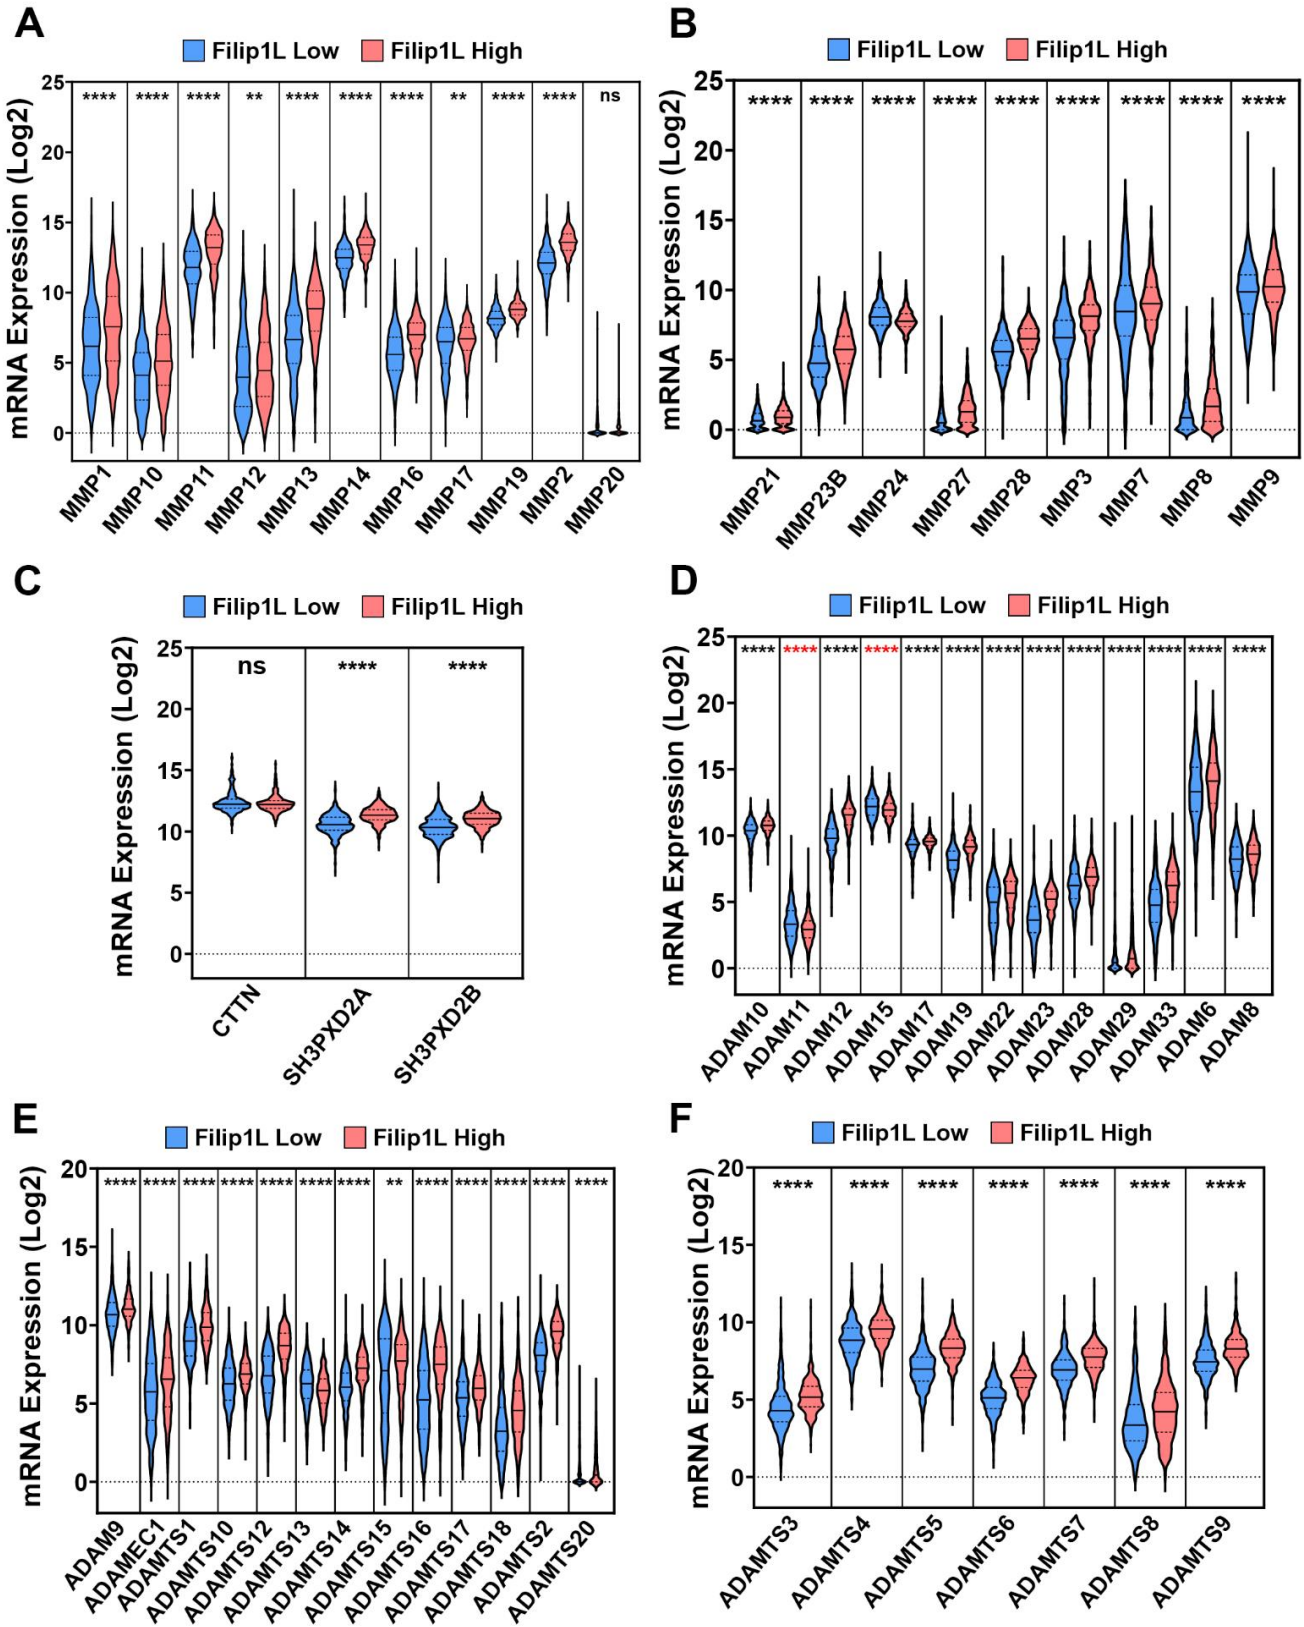 A
Filip1L Low Filip1L High
mRNA Expression (Log2)
25
20
15
10
5
0
**** **** **** ** **** **** **** ** **** **** ns
MMP1 MMP10 MMP11 MMP12 MMP13 MMP14 MMP16 MMP17 MMP19 MMP2 MMP20
B
Filip1L Low Filip1L High
mRNA Expression (Log2)
25
20
15
10
5
0
**** **** **** **** **** **** **** **** ****
MMP21 MMP23B MMP24 MMP27 MMP28 MMP3 MMP7 MMP8 MMP9
C
Filip1L Low Filip1L High
mRNA Expression (Log2)
25
20
15
10
5
0
ns **** ****
CTTN SH3PXD2A SH3PXD2B
D
Filip1L Low Filip1L High
mRNA Expression (Log2)
25
20
15
10
5
0
**** **** **** **** **** **** **** **** **** **** **** **** ****
ADAM10 ADAM11 ADAM12 ADAM15 ADAM17 ADAM19 ADAM22 ADAM23 ADAM28 ADAM29 ADAM33 ADAM6 ADAM8
E
Filip1L Low Filip1L High
mRNA Expression (Log2)
20
15
10
5
0
**** **** **** **** **** **** **** ** **** **** **** **** ****
ADAM9 ADAMEC1 ADAMTS1 ADAMTS10 ADAMTS12 ADAMTS13 ADAMTS14 ADAMTS15 ADAMTS16 ADAMTS17 ADAMTS18 ADAMTS2 ADAMTS20
F
Filip1L Low Filip1L High
mRNA Expression (Log2)
20
15
10
5
0
**** **** **** **** **** **** ****
ADAMTS3 ADAMTS4 ADAMTS5 ADAMTS6 ADAMTS7 ADAMTS8 ADAMTS9